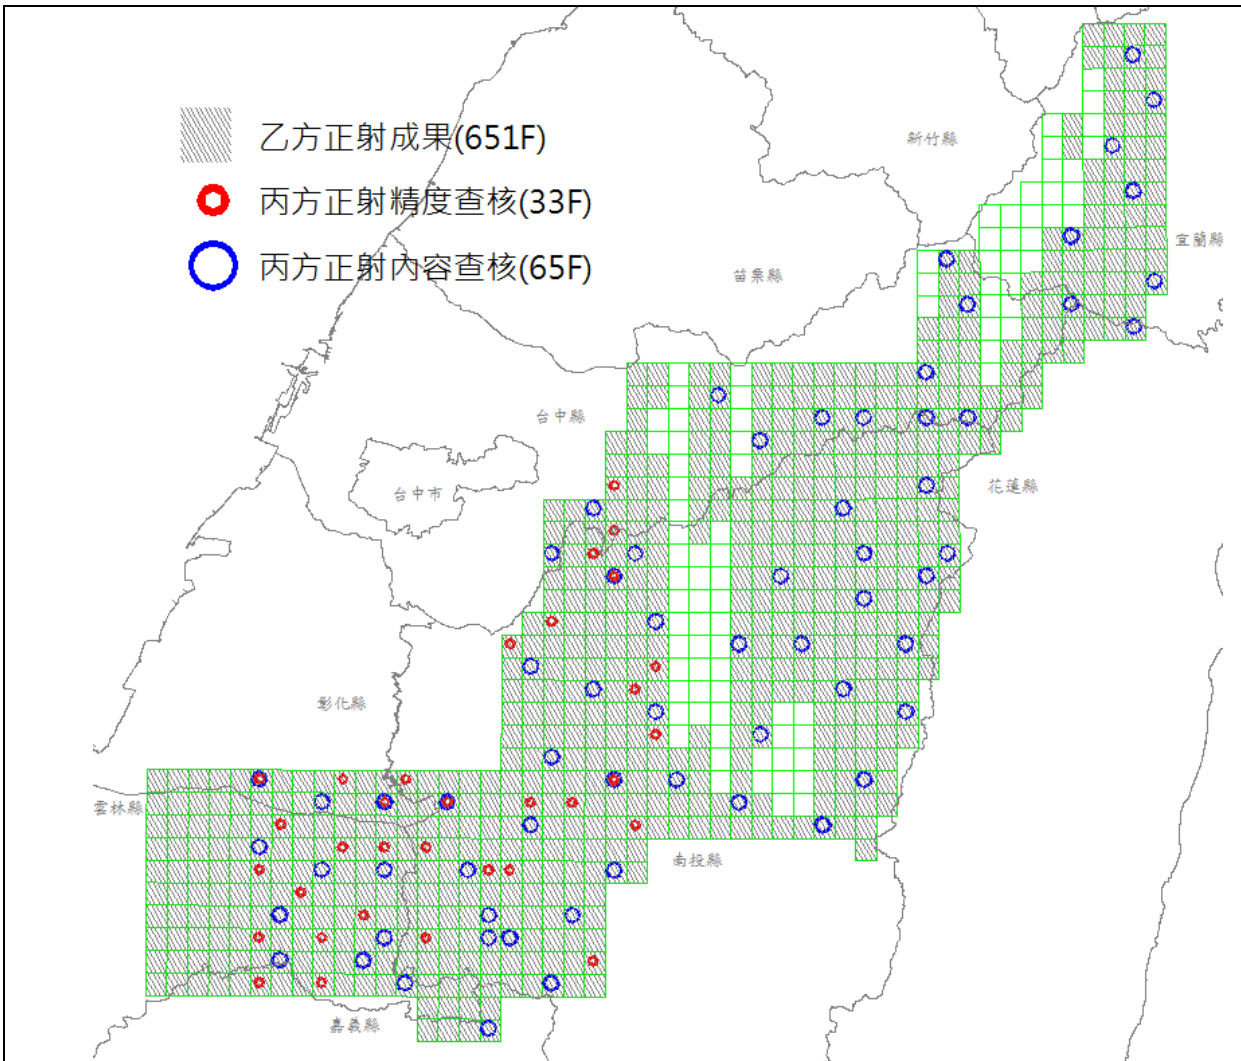 乙方正射成果(651F)
丙方正射精度查核(33F)
丙方正射內容查核(65F)
新竹縣
宜蘭縣
苗栗縣
台中縣
台中市
花蓮縣
彰化縣
雲林縣
南投縣
嘉義縣